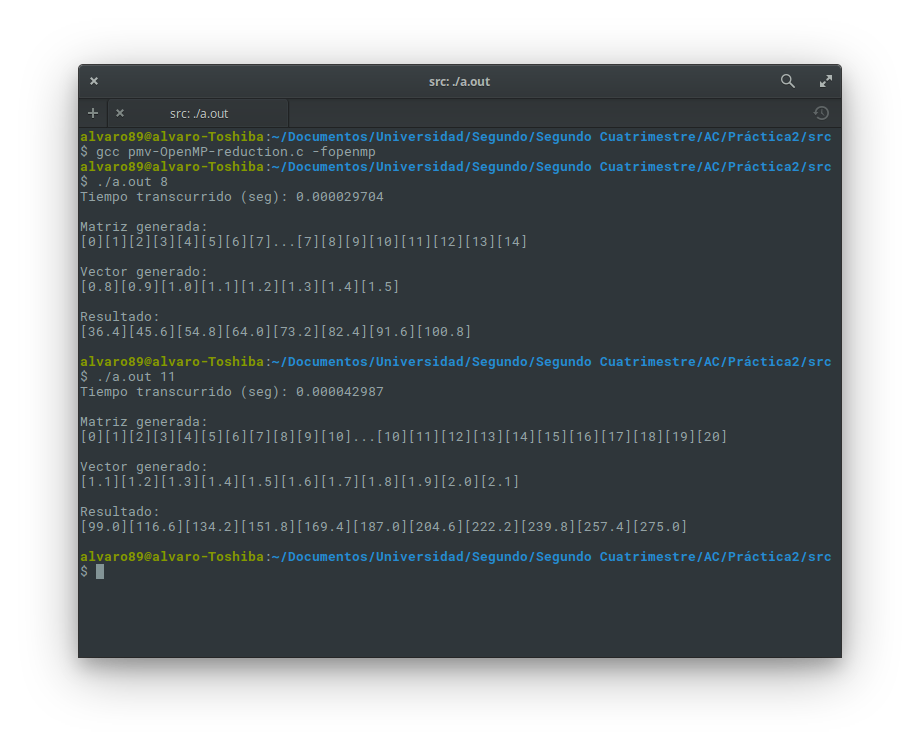 src: ./a.out
src: ./a.out
alvaro89@alvaro-Toshiba:~/Documentos/Universidad/Segundo/Segundo Cuatrimestre/AC/Práctica2/src
$ gcc pmv-OpenMP-reduction.c -fopenmp
alvaro89@alvaro-Toshiba:~/Documentos/Universidad/Segundo/Segundo Cuatrimestre/AC/Práctica2/src
$ ./a.out 8
Tiempo transcurrido (seg): 0.000029704
Matriz generada:
[0][1][2][3][4][5][6][7]...[7][8][9][10][11][12][13][14]
Vector generado:
[0.8][0.9][1.0][1.1][1.2][1.3][1.4][1.5]
Resultado:
[36.4][45.6][54.8][64.0][73.2][82.4][91.6][100.8]
alvaro89@alvaro-Toshiba:~/Documentos/Universidad/Segundo/Segundo Cuatrimestre/AC/Práctica2/src
$ ./a.out 11
Tiempo transcurrido (seg): 0.000042987
Matriz generada:
[0][1][2][3][4][5][6][7][8][9][10]...[10][11][12][13][14][15][16][17][18][19][20]
Vector generado:
[1.1][1.2][1.3][1.4][1.5][1.6][1.7][1.8][1.9][2.0][2.1]
Resultado:
[99.0][116.6][134.2][151.8][169.4][187.0][204.6][222.2][239.8][257.4][275.0]
alvaro89@alvaro-Toshiba:~/Documentos/Universidad/Segundo/Segundo Cuatrimestre/AC/Práctica2/src
$